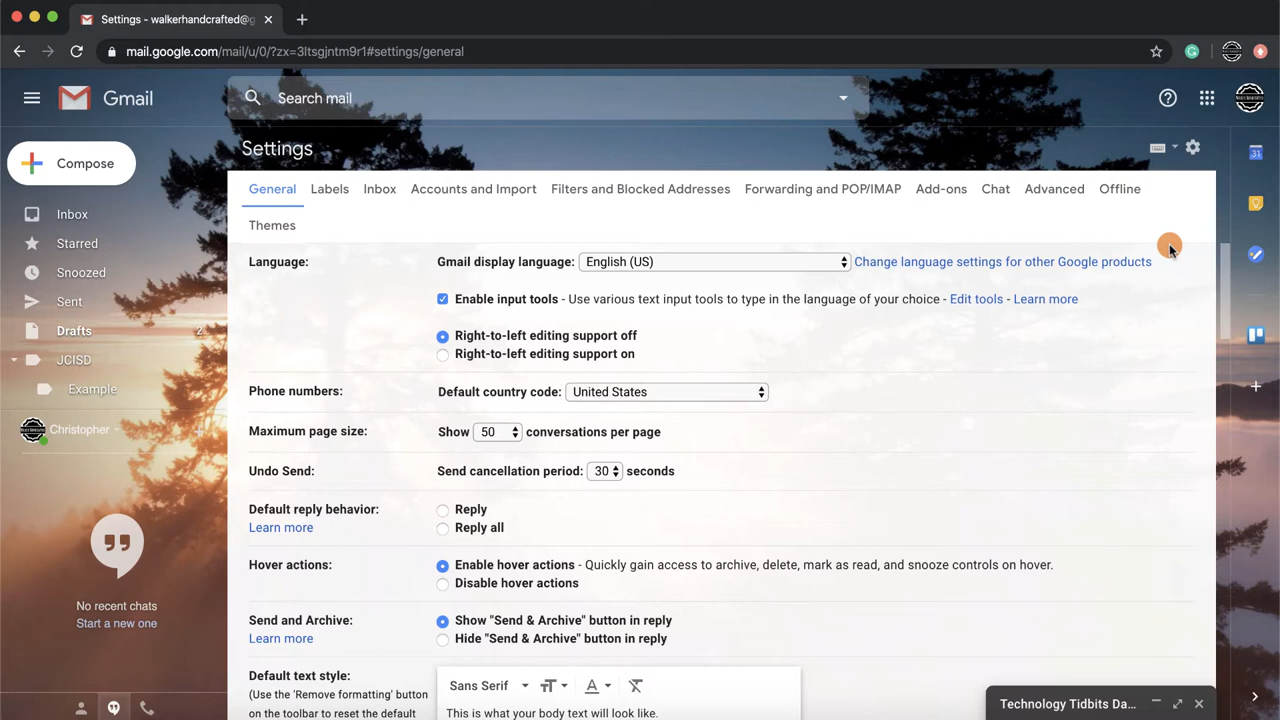 Settings - walkerhandcrafted@g
mail.google.com/mail/u/0/?zx=3ltsgjntm9r1#settings/general
Gmail
Search mail
Settings
Compose
General Labels Inbox Accounts and Import Filters and Blocked Addresses Forwarding and POP/IMAP Add-ons Chat Advanced Offline
Themes
Inbox
Starred
Snoozed
Sent
Drafts 2
JCISD
Example
Christopher
No recent chats
Start a new one
Language: Gmail display language: English (US) Change language settings for other Google products
Enable input tools - Use various text input tools to type in the language of your choice - Edit tools - Learn more
Right-to-left editing support off
Right-to-left editing support on
Phone numbers: Default country code: United States
Maximum page size: Show 50 conversations per page
Undo Send: Send cancellation period: 30 seconds
Default reply behavior: Reply
Learn more Reply all
Hover actions: Enable hover actions - Quickly gain access to archive, delete, mark as read, and snooze controls on hover.
Disable hover actions
Send and Archive: Show "Send & Archive" button in reply
Learn more Hide "Send & Archive" button in reply
Default text style:
(Use the 'Remove formatting' button
on the toolbar to reset the default
Sans Serif
This is what your body text will look like.
Technology Tidbits Da...
31